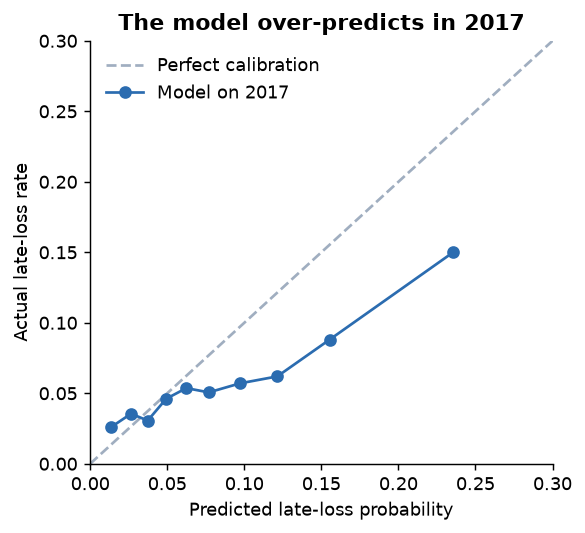 The model over-predicts in 2017
Perfect calibration
Model on 2017
Actual late-loss rate
0.30
0.25
0.20
0.15
0.10
0.05
0.00
0.00 0.05 0.10 0.15 0.20 0.25 0.30
Predicted late-loss probability